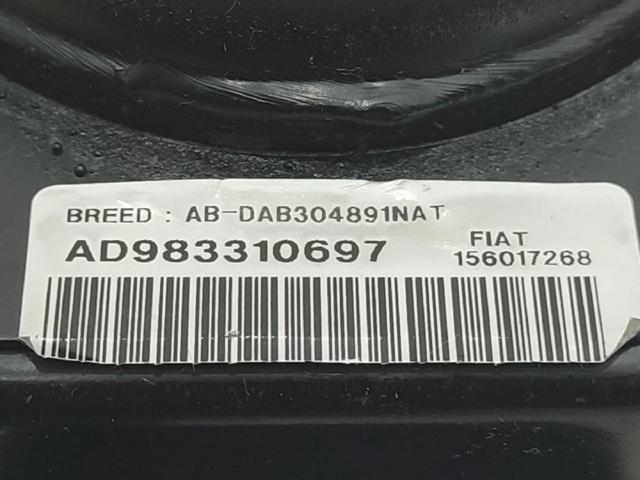 BREED : AB-DAB304891NAT
AD983310697
FIAT
156017268